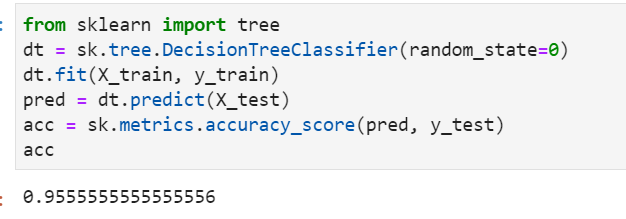 from sklearn import tree
dt = sk.tree.DecisionTreeClassifier(random_state=0)
dt.fit(X_train, y_train)
pred = dt.predict(X_test)
acc = sk.metrics.accuracy_score(pred, y_test)
acc
0.9555555555555556